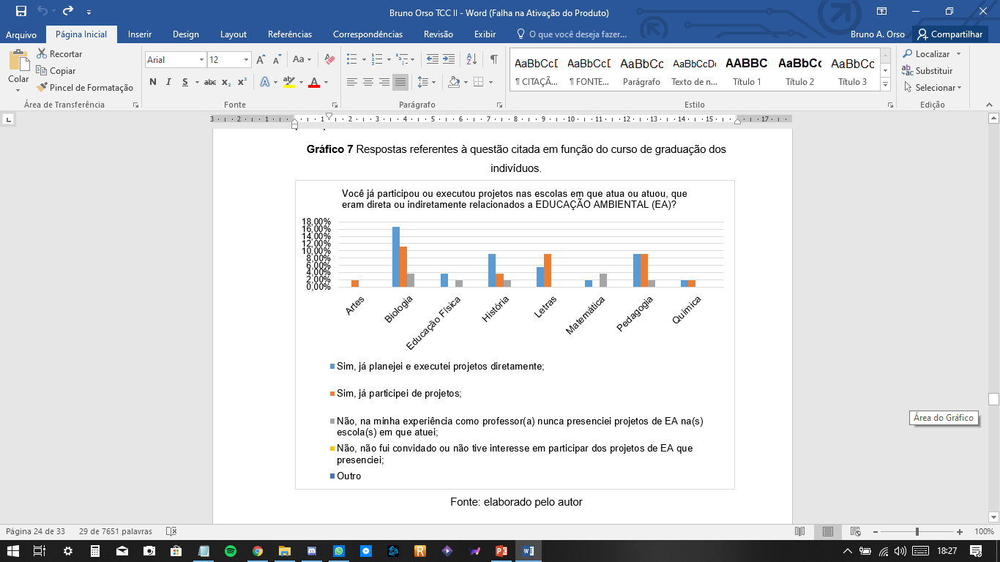 Bruno Orso TCC II - Word (Falha na Ativação do Produto)
Arquivo Página Inicial Inserir Design Layout Referências Correspondências Revisão Exibir O que você deseja fazer... Bruno A. Orso Compartilhar
Colar
Recortar
Copiar
Pincel de Formatação
Área de Transferência
Arial 12
Aa
N I S abc x₂ x²
Fonte
Parágrafo
AaBbCcD AaBbCcD AaBbCc AaBbCcDc AABBC AaBbCc AaBbCc
¶ CITAÇÃ... ¶ FONTE... Parágrafo Texto de n... Título 1 Título 2 Título 3
Estilo
Localizar
Substituir
Selecionar
Edição
3 2 1 1 2 3 4 5 6 7 8 9 10 11 12 13 14 15 17
Gráfico 7 Respostas referentes à questão citada em função do curso de graduação dos
indivíduos.
Você já participou ou executou projetos nas escolas em que atua ou atuou, que
eram direta ou indiretamente relacionados a EDUCAÇÃO AMBIENTAL (EA)?
18,00%
16,00%
14,00%
12,00%
10,00%
8,00%
6,00%
4,00%
2,00%
0,00%
Artes
Biologia
Educação Física
História
Letras
Matemática
Pedagogia
Química
Sim, já planejei e executei projetos diretamente;
Sim, já participei de projetos;
Não, na minha experiência como professor(a) nunca presenciei projetos de EA na(s)
escola(s) em que atuei;
Não, não fui convidado ou não tive interesse em participar dos projetos de EA que
presenciei;
Outro
Área do Gráfico
Fonte: elaborado pelo autor
Página 24 de 33 29 de 7651 palavras 100%
18:27